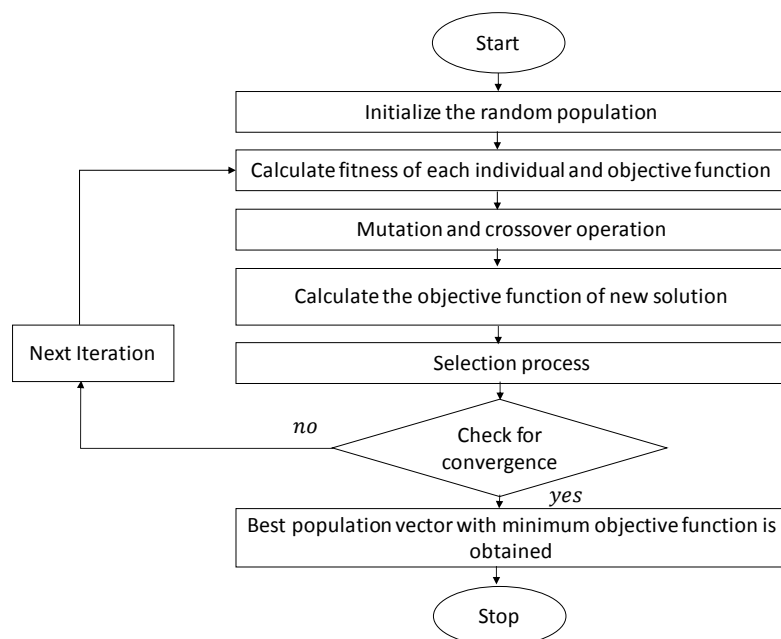 Start
Initialize the random population
Calculate fitness of each individual and objective function
Mutation and crossover operation
Calculate the objective function of new solution
Next Iteration
Selection process
no
Check for
convergence
yes
Best population vector with minimum objective function is
obtained
Stop